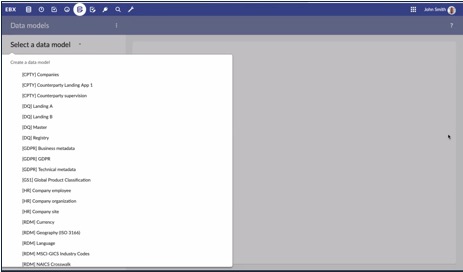 EBX
John Smith
Data models
?
Select a data model
Create a data model
[CPTY] Companies
[CPTY] Counterparty Landing App 1
[CPTY] Counterparty supervision
[DQ] Landing A
[DQ] Landing B
[DQ] Master
[DQ] Registry
[GDPR] Business metadata
[GDPR] GDPR
[GDPR] Technical metadata
[GS1] Global Product Classification
[HR] Company employee
[HR] Company organization
[HR] Company site
[RDM] Currency
[RDM] Geography (ISO 3166)
[RDM] Language
[RDM] MSCI-GICS Industry Codes
[RDM] NAICS Crosswalk